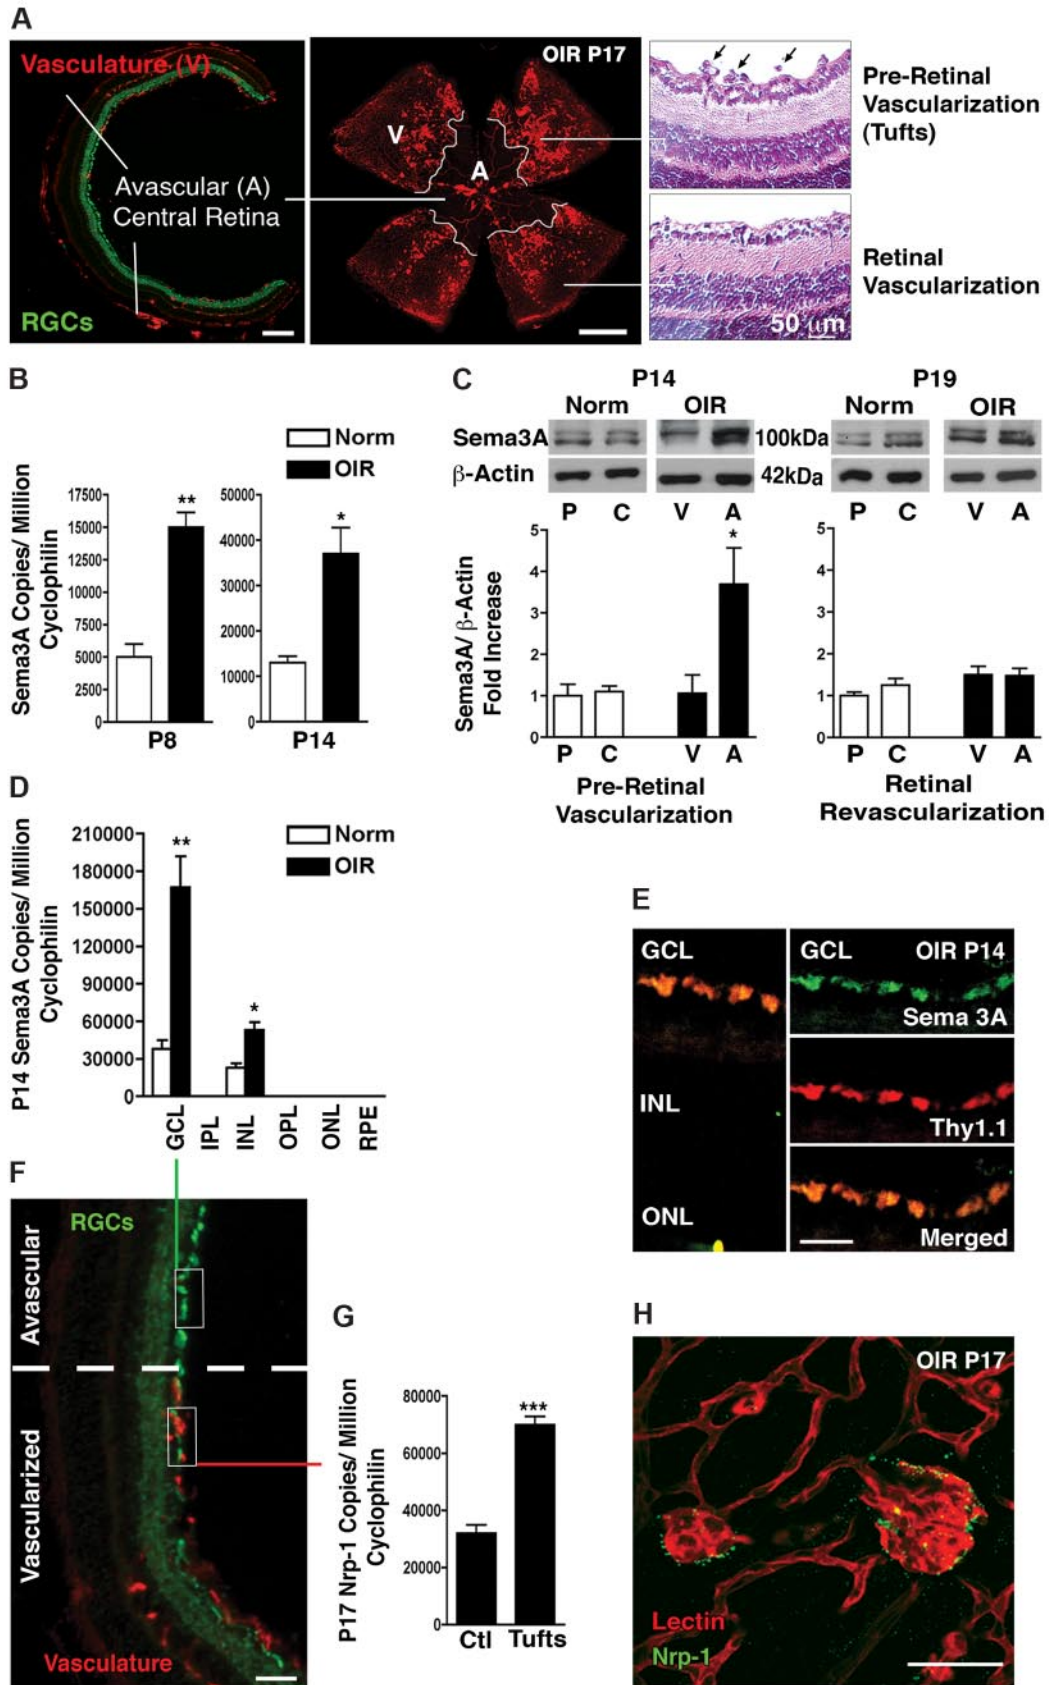 A
Vasculature (V)
Avascular (A)
Central Retina
RGCs
OIR P17
V
A
Pre-Retinal
Vascularization
(Tufts)
Retinal
Vascularization
50 μm
B
Norm
OIR
Sema3A Copies/ Million
Cyclophilin
17500
15000
12500
10000
7500
5000
2500
0
**
P8
50000
40000
30000
20000
10000
0
*
P14
C
P14
P19
Norm
OIR
Norm
OIR
Sema3A
100kDa
β-Actin
42kDa
P C V A
P C V A
Sema3A/ β-Actin
Fold Increase
5
4
3
2
1
0
*
P C V A
Pre-Retinal
Vascularization
5
4
3
2
1
0
P C V A
Retinal
Revascularization
D
Norm
OIR
P14 Sema3A Copies/ Million
Cyclophilin
210000
180000
150000
120000
90000
60000
30000
0
**
*
GCL
IPL
INL
OPL
ONL
RPE
E
GCL
INL
ONL
GCL
OIR P14
Sema 3A
Thy1.1
Merged
F
RGCs
Avascular
Vascularized
Vasculature
G
P17 Nrp-1 Copies/ Million
Cyclophilin
80000
60000
40000
20000
0
***
Ctl Tufts
H
OIR P17
Lectin
Nrp-1